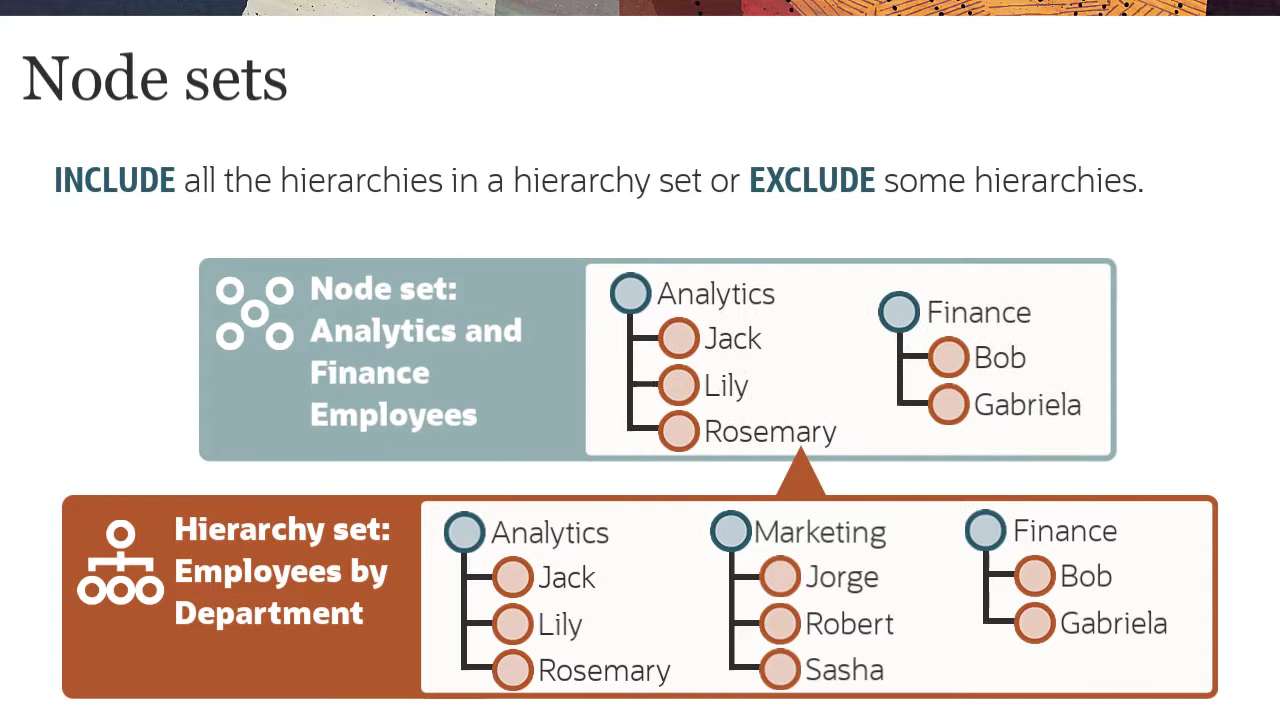 Node sets
INCLUDE all the hierarchies in a hierarchy set or EXCLUDE some hierarchies.
Node set:
Analytics and
Finance
Employees
Analytics
Jack
Lily
Rosemary
Finance
Bob
Gabriela
Hierarchy set:
Employees by
Department
Analytics
Jack
Lily
Rosemary
Marketing
Jorge
Robert
Sasha
Finance
Bob
Gabriela